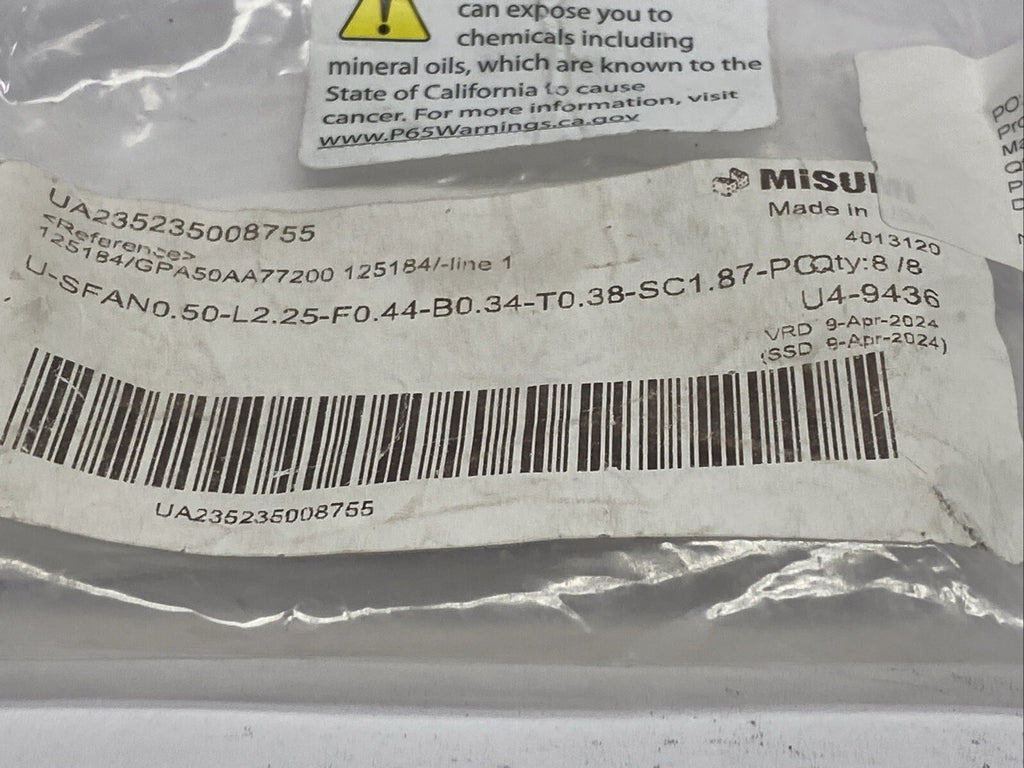 can expose you to
chemicals including
mineral oils, which are known to the
State of California to cause
cancer. For more information, visit
www.P65Warnings.ca.gov
MiSUI
Made in
4013120
UA235235008755
<Reference>
125184/GPA50AA77200 125184/-line 1
U-SFAN0.50-L2.25-F0.44-B0.34-T0.38-SC1.87-PC Qty:8 /8
U4-9436
VRD 9-Apr-2024
(SSD 9-Apr-2024)
UA235235008755
PO